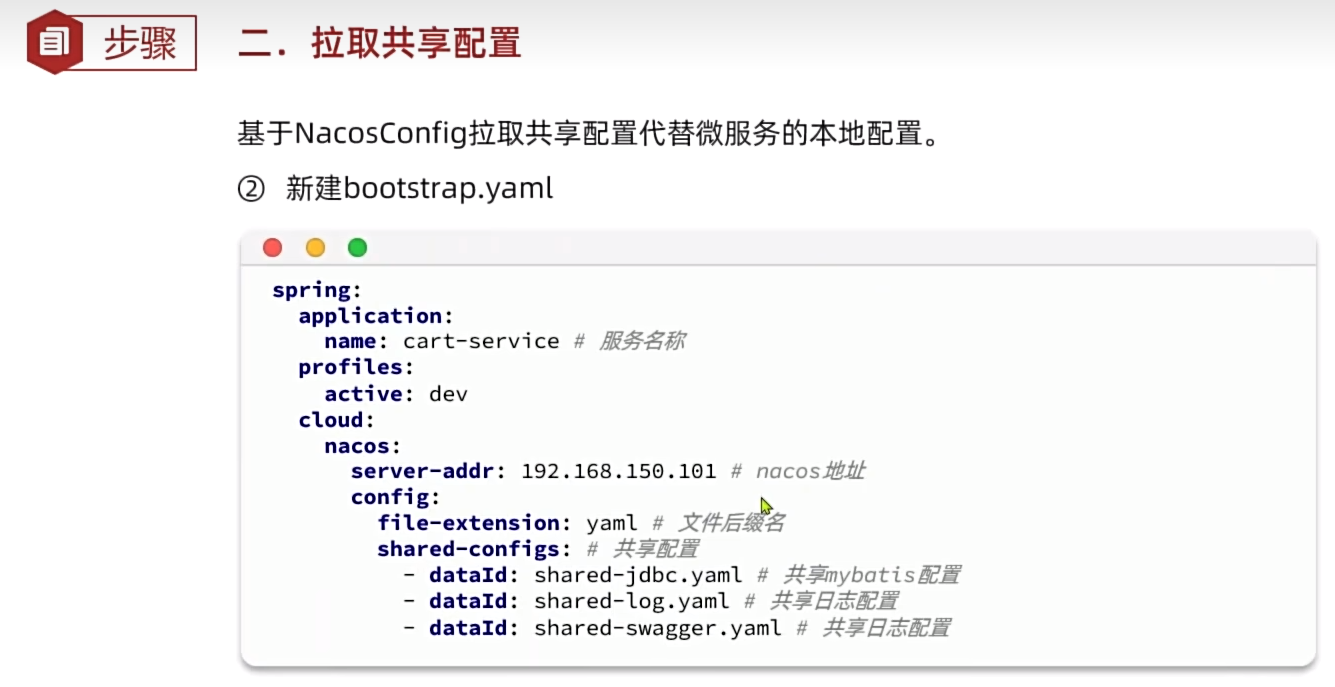 步骤
二．拉取共享配置
基于NacosConfig拉取共享配置代替微服务的本地配置。
② 新建bootstrap.yaml
spring:
  application:
    name: cart-service # 服务名称
  profiles:
    active: dev
  cloud:
    nacos:
      server-addr: 192.168.150.101 # nacos地址
      config:
        file-extension: yaml # 文件后缀名
        shared-configs: # 共享配置
          - dataId: shared-jdbc.yaml # 共享mybatis配置
          - dataId: shared-log.yaml # 共享日志配置
          - dataId: shared-swagger.yaml # 共享日志配置